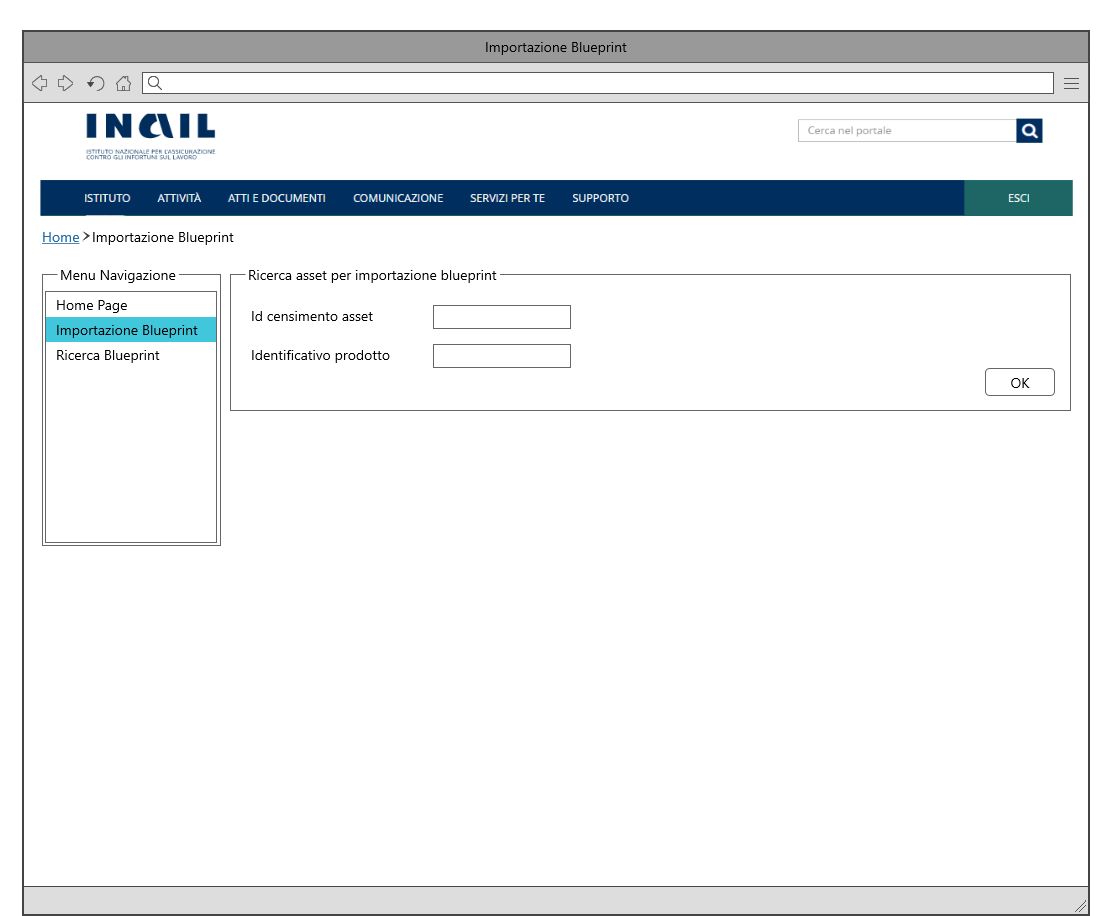 Importazione Blueprint
INAIL
ISTITUTO NAZIONALE PER L'ASSICURAZIONE
CONTRO GLI INFORTUNI SUL LAVORO
Cerca nel portale
ISTITUTO ATTIVITÀ ATTI E DOCUMENTI COMUNICAZIONE SERVIZI PER TE SUPPORTO ESCI
Home > Importazione Blueprint
Menu Navigazione
Home Page
Importazione Blueprint
Ricerca Blueprint
Ricerca asset per importazione blueprint
Id censimento asset
Identificativo prodotto
OK